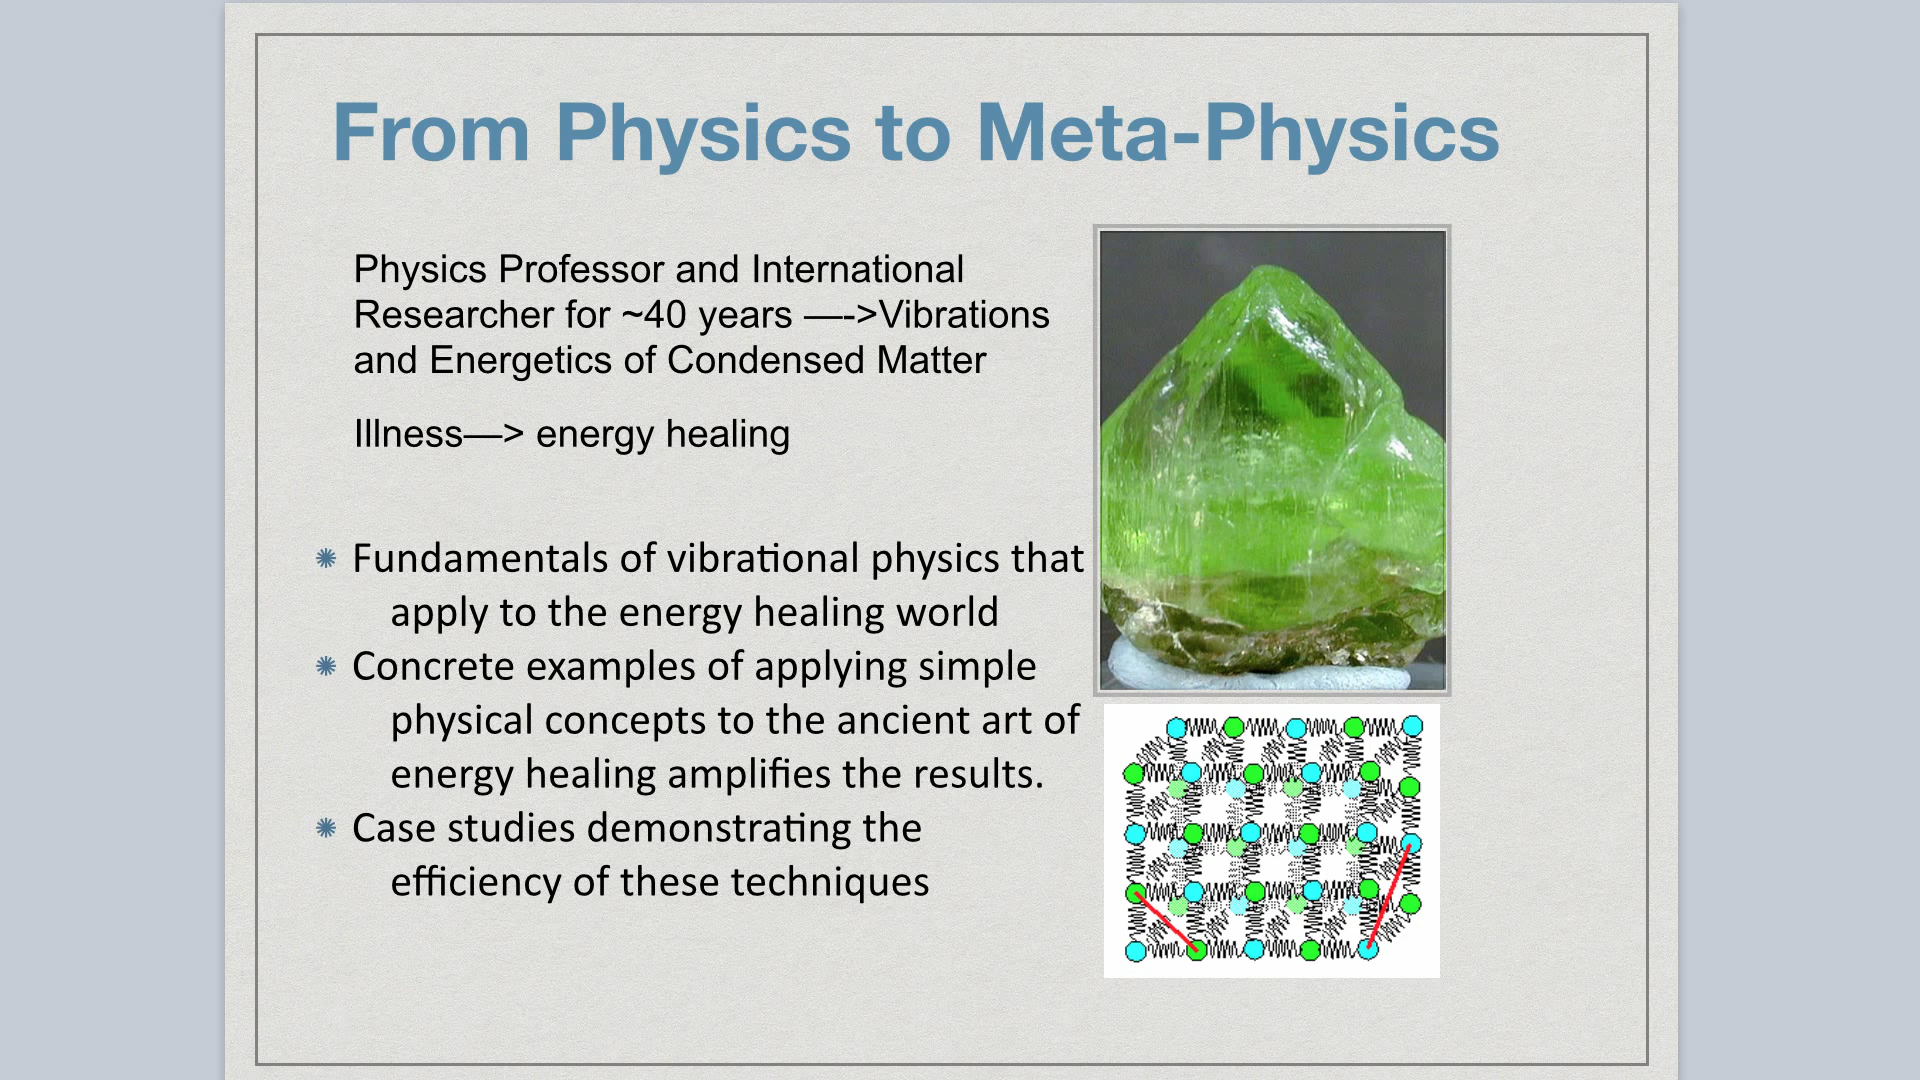 From Physics to Meta-Physics
Physics Professor and International
Researcher for ~40 years —->Vibrations
and Energetics of Condensed Matter
Illness—> energy healing
Fundamentals of vibrational physics that
apply to the energy healing world
Concrete examples of applying simple
physical concepts to the ancient art of
energy healing amplifies the results.
Case studies demonstrating the
efficiency of these techniques